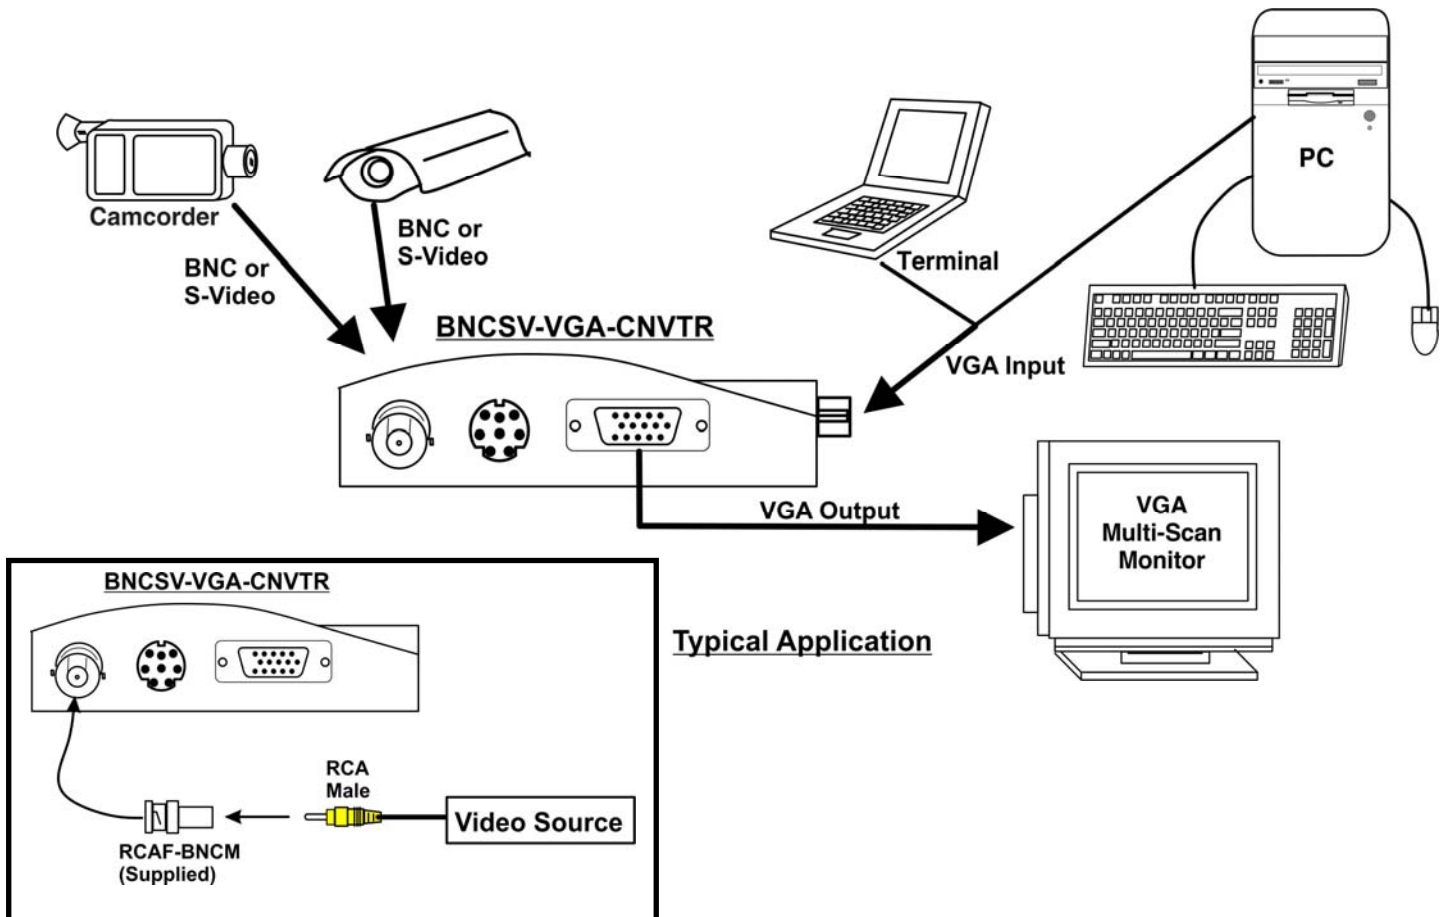 Camcorder
BNC or
S-Video
BNC or
S-Video
Terminal
PC
BNCSV-VGA-CNVTR
VGA Input
VGA Output
VGA
Multi-Scan
Monitor
Typical Application
BNCSV-VGA-CNVTR
RCA
Male
Video Source
RCAF-BNCM
(Supplied)